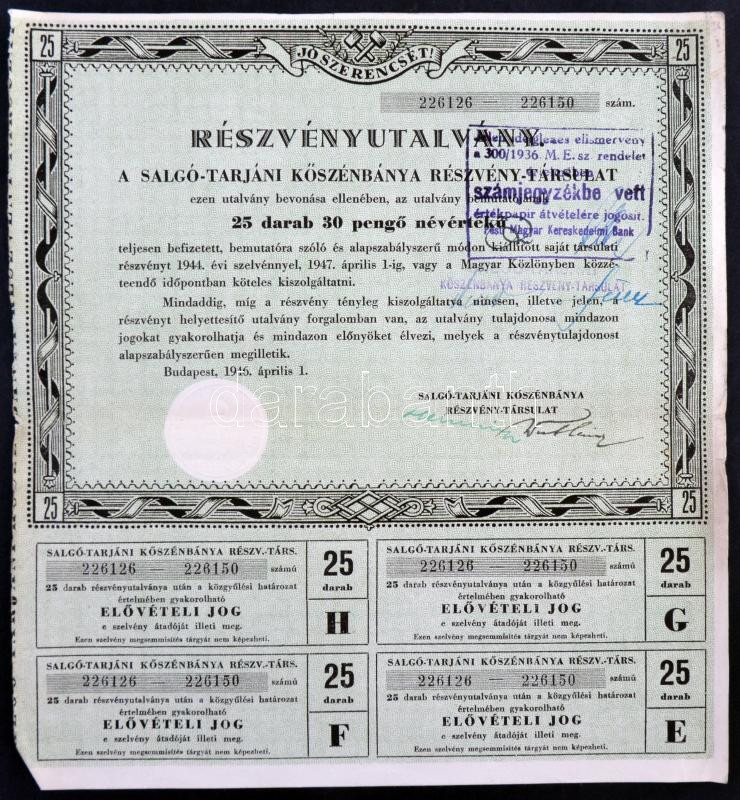 25
JÓ SZERENCSÉT!
25
226126 — 226150 szám.
RÉSZVÉNYUTALVÁNY.
A SALGÓ-TARJÁNI KŐSZÉNBÁNYA RÉSZVÉNY-TÁRSULAT
ezen utalvány bevonása ellenében, az utalvány bemutatójának
25 darab 30 pengő névértékű
teljesen befizetett, bemutatóra szóló és alapszabályszerű módon kiállított saját társulati
részvényt 1944. évi szelvénnyel, 1947. április 1-ig, vagy a Magyar Közlönyben közzé-
teendő időpontban köteles kiszolgáltatni.
Mindaddig, míg a részvény tényleg kiszolgáltatva nincsen, illetve jelen, a
részvényt helyettesítő utalvány forgalomban van, az utalvány tulajdonosa mindazon
jogokat gyakorolhatja és mindazon előnyöket élvezi, melyek a részvénytulajdonost
alapszabályszerűen megilletik.
Budapest, 1946. április 1.
SALGÓ-TARJÁNI KŐSZÉNBÁNYA
RÉSZVÉNY-TÁRSULAT
elismervény
a 300/1936 M. E. sz rendelet
számjegyzékbe vett
értékpapír átvételére jogosít.
Pesti Magyar Kereskedelmi Bank
KŐSZÉNBÁNYA RÉSZVÉNY-TÁRSULAT
darabanth
25
25
SALGÓ-TARJÁNI KŐSZÉNBÁNYA RÉSZV.-TÁRS.
226126 — 226150 számú
25 darab részvényutalványa után a közgyűlési határozat
értelmében gyakorolható
ELŐVÉTELI JOG
e szelvény átadóját illeti meg.
Ezen szelvény megsemmisítés tárgyát nem képezheti.
25
darab
H
SALGÓ-TARJÁNI KŐSZÉNBÁNYA RÉSZV.-TÁRS.
226126 — 226150 számú
25 darab részvényutalványa után a közgyűlési határozat
értelmében gyakorolható
ELŐVÉTELI JOG
e szelvény átadóját illeti meg.
Ezen szelvény megsemmisítés tárgyát nem képezheti.
25
darab
G
SALGÓ-TARJÁNI KŐSZÉNBÁNYA RÉSZV.-TÁRS.
226126 — 226150 számú
25 darab részvényutalványa után a közgyűlési határozat
értelmében gyakorolható
ELŐVÉTELI JOG
e szelvény átadóját illeti meg.
Ezen szelvény megsemmisítés tárgyát nem képezheti.
25
darab
F
SALGÓ-TARJÁNI KŐSZÉNBÁNYA RÉSZV.-TÁRS.
226126 — 226150 számú
25 darab részvényutalványa után a közgyűlési határozat
értelmében gyakorolható
ELŐVÉTELI JOG
e szelvény átadóját illeti meg.
Ezen szelvény megsemmisítés tárgyát nem képezheti.
25
darab
E